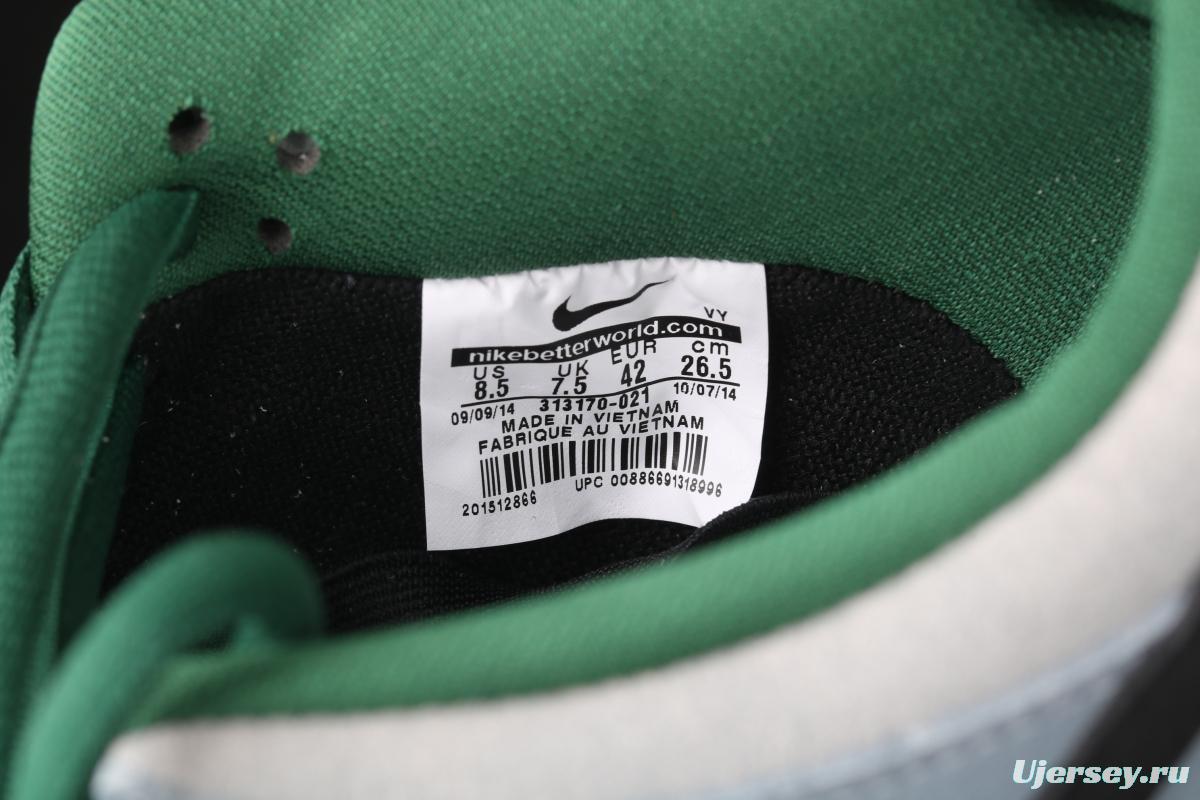 VY
nikebetterworld.com
US UK EUR cm
8.5 7.5 42 26.5
09/09/14 313170-021 10/07/14
MADE IN VIETNAM
FABRIQUE AU VIETNAM
201512866 UPC 00886691318996
Ujersey.ru